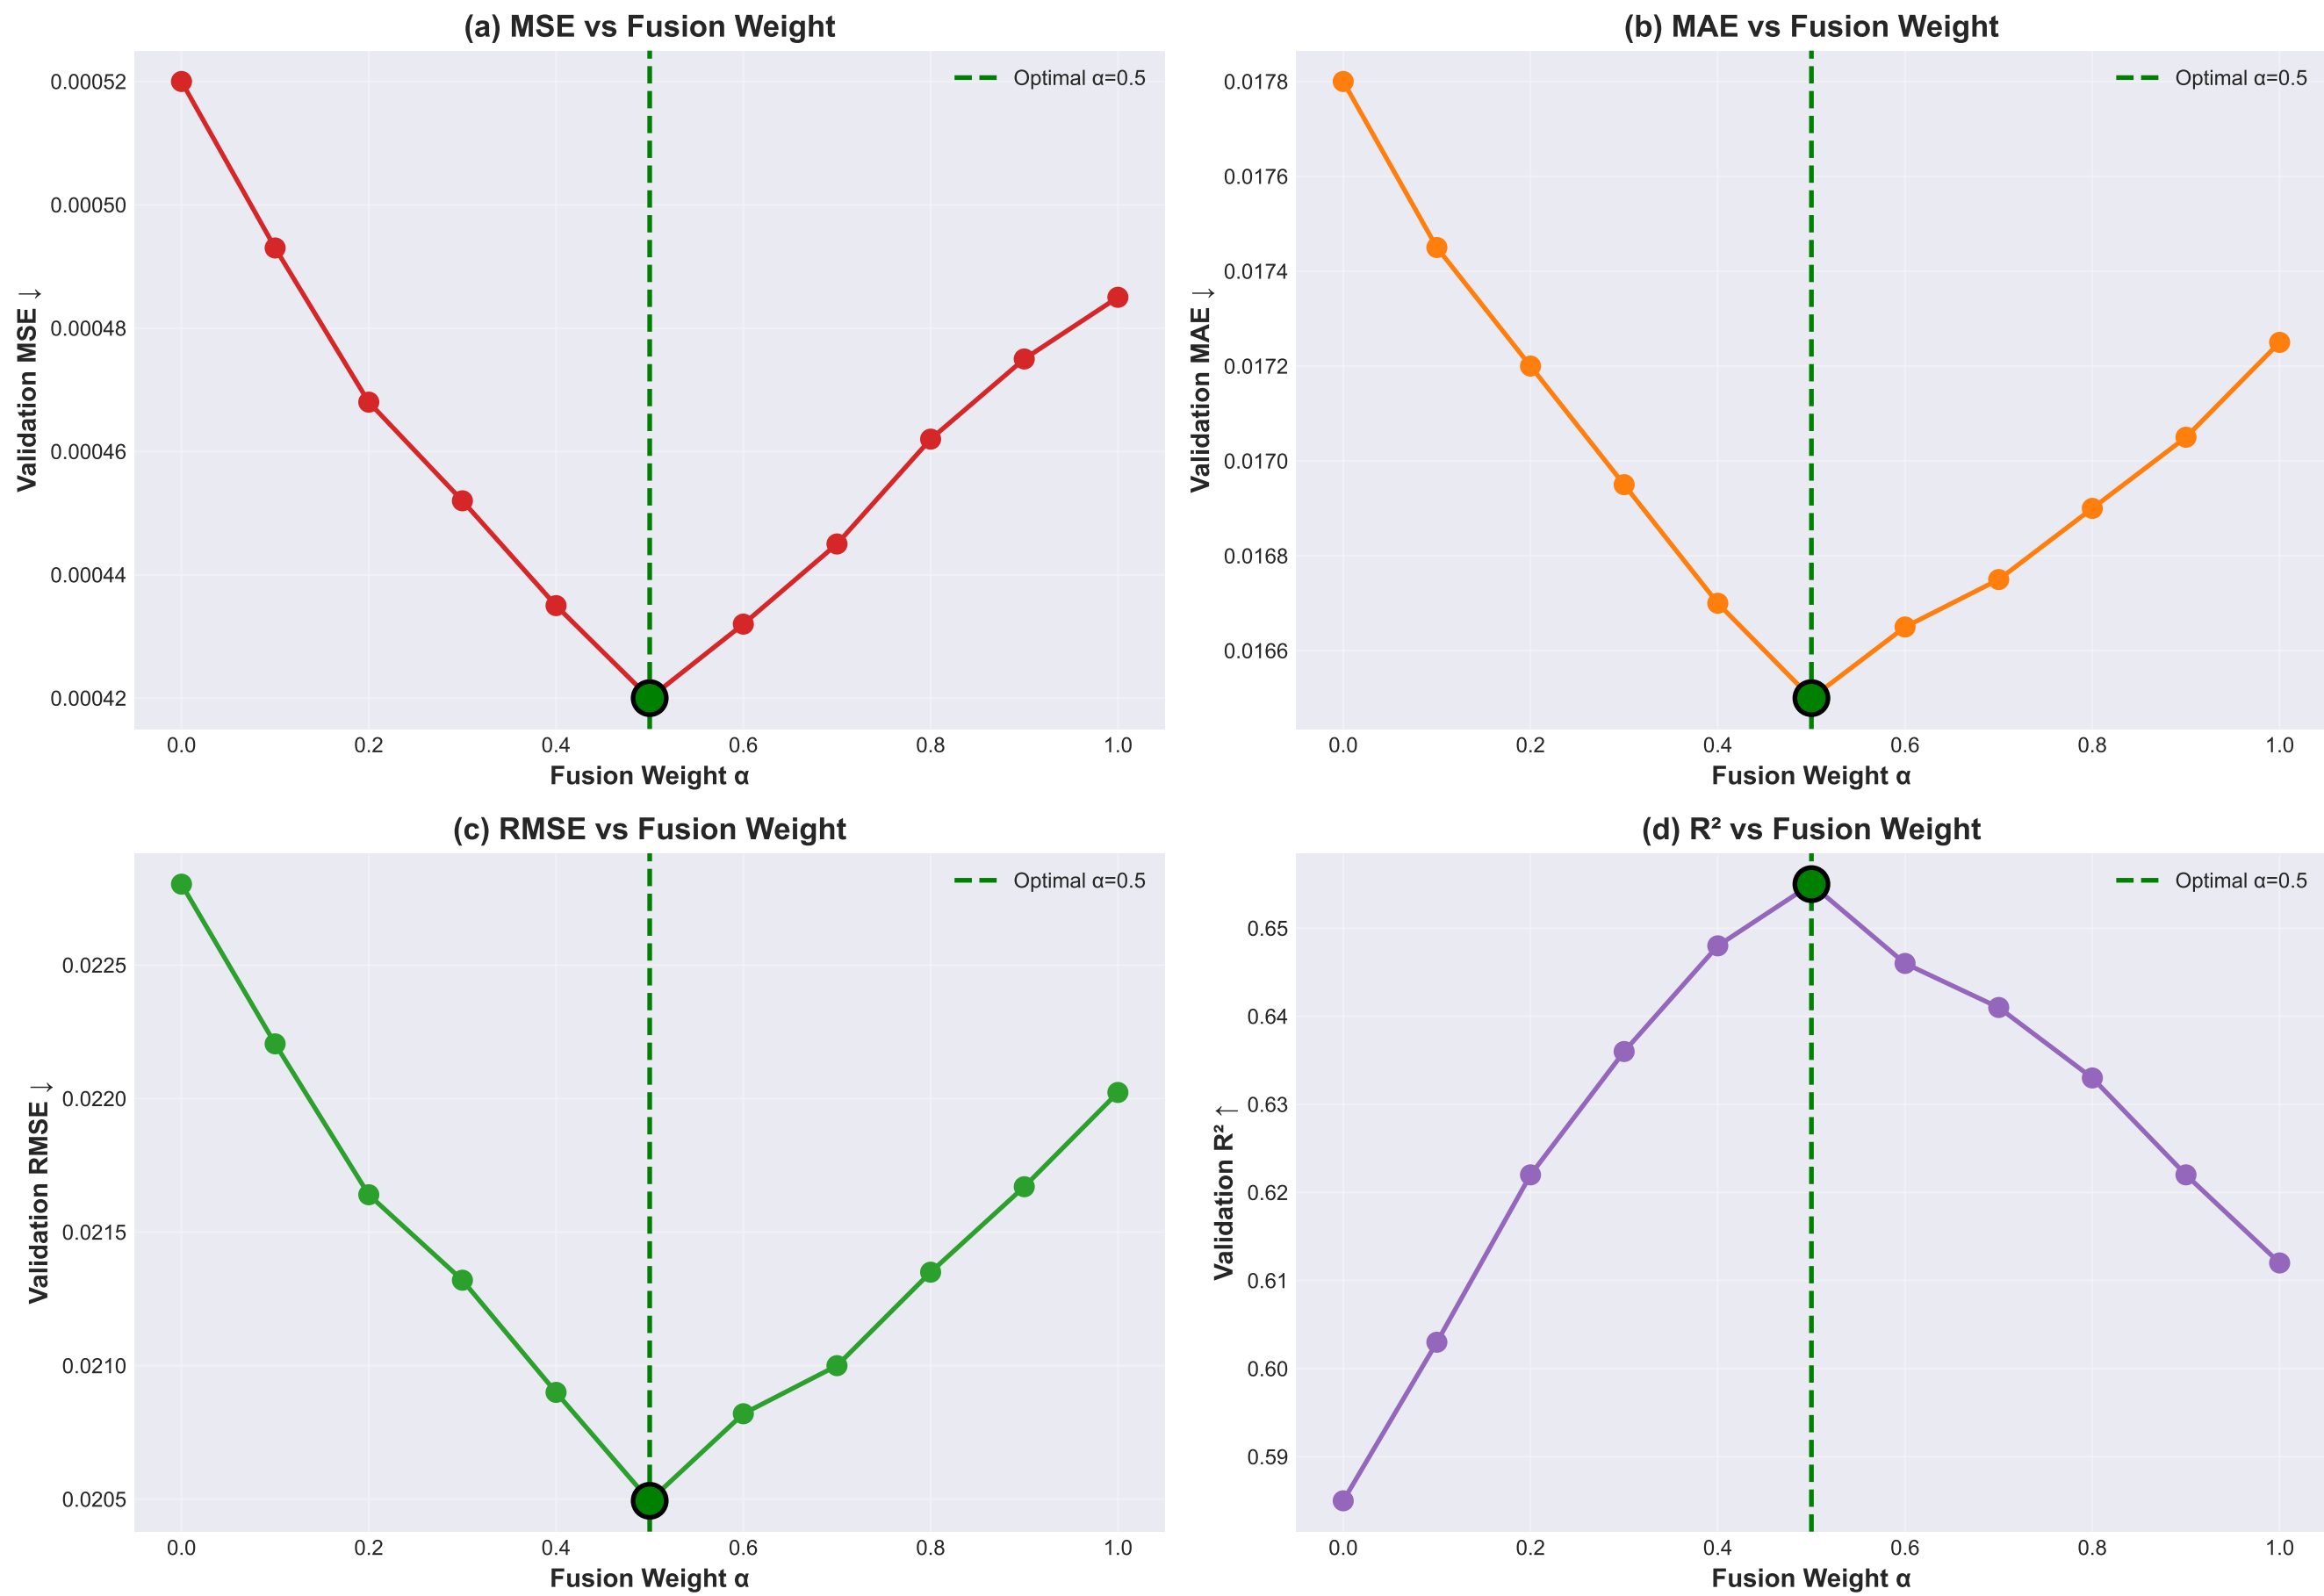 (a) MSE vs Fusion Weight
Optimal α=0.5
Validation MSE ↓
0.00052
0.00050
0.00048
0.00046
0.00044
0.00042
0.0 0.2 0.4 0.6 0.8 1.0
Fusion Weight α
(b) MAE vs Fusion Weight
Optimal α=0.5
Validation MAE ↓
0.0178
0.0176
0.0174
0.0172
0.0170
0.0168
0.0166
0.0 0.2 0.4 0.6 0.8 1.0
Fusion Weight α
(c) RMSE vs Fusion Weight
Optimal α=0.5
Validation RMSE ↓
0.0225
0.0220
0.0215
0.0210
0.0205
0.0 0.2 0.4 0.6 0.8 1.0
Fusion Weight α
(d) R² vs Fusion Weight
Optimal α=0.5
Validation R² ↑
0.65
0.64
0.63
0.62
0.61
0.60
0.59
0.0 0.2 0.4 0.6 0.8 1.0
Fusion Weight α